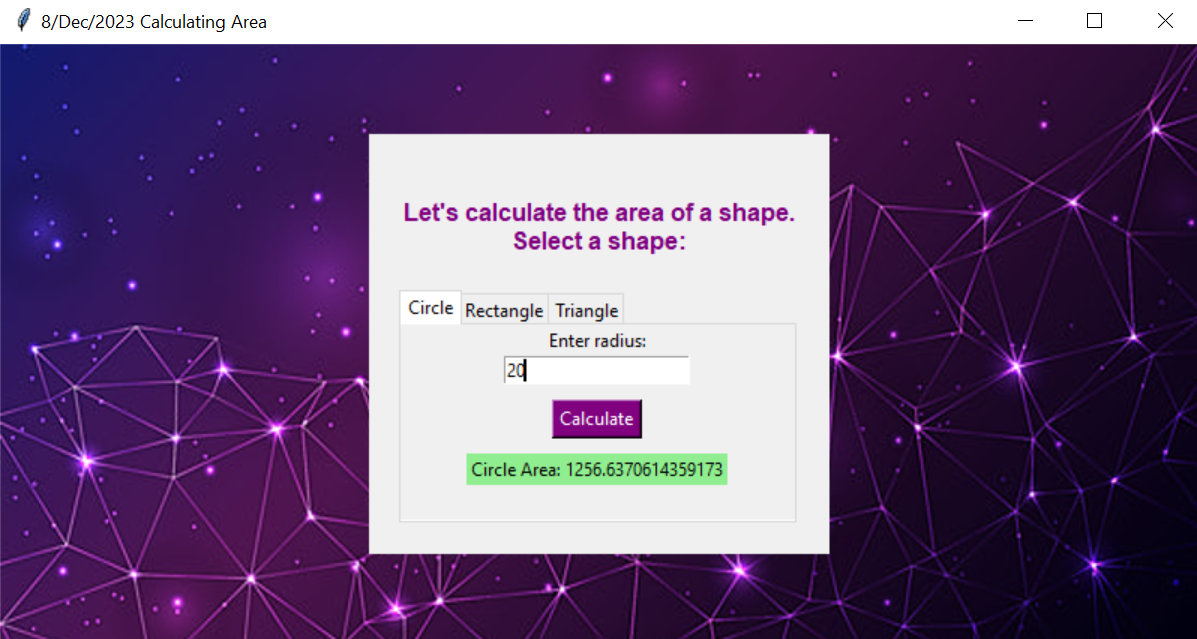 8/Dec/2023 Calculating Area
Let's calculate the area of a shape.
Select a shape:
Circle Rectangle Triangle
Enter radius:
20
Calculate
Circle Area: 1256.6370614359173